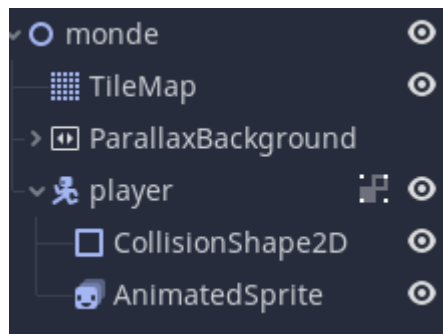 monde
TileMap
ParallaxBackground
player
CollisionShape2D
AnimatedSprite